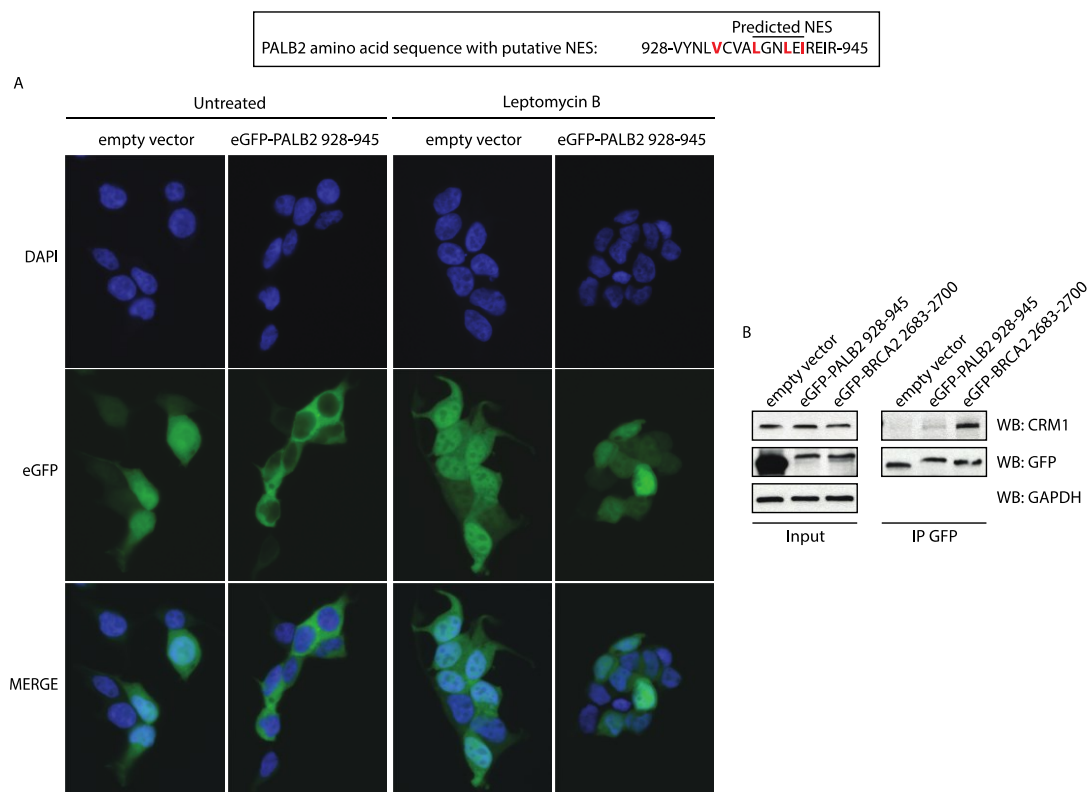 Predicted NES
PALB2 amino acid sequence with putative NES: 928-VYNLVCVALGNLEIREIR-945
A
Untreated Leptomycin B
empty vector eGFP-PALB2 928-945 empty vector eGFP-PALB2 928-945
DAPI
eGFP
MERGE
B
empty vector eGFP-PALB2 928-945 eGFP-BRCA2 2683-2700 empty vector eGFP-PALB2 928-945 eGFP-BRCA2 2683-2700
WB: CRM1
WB: GFP
WB: GAPDH
Input IP GFP